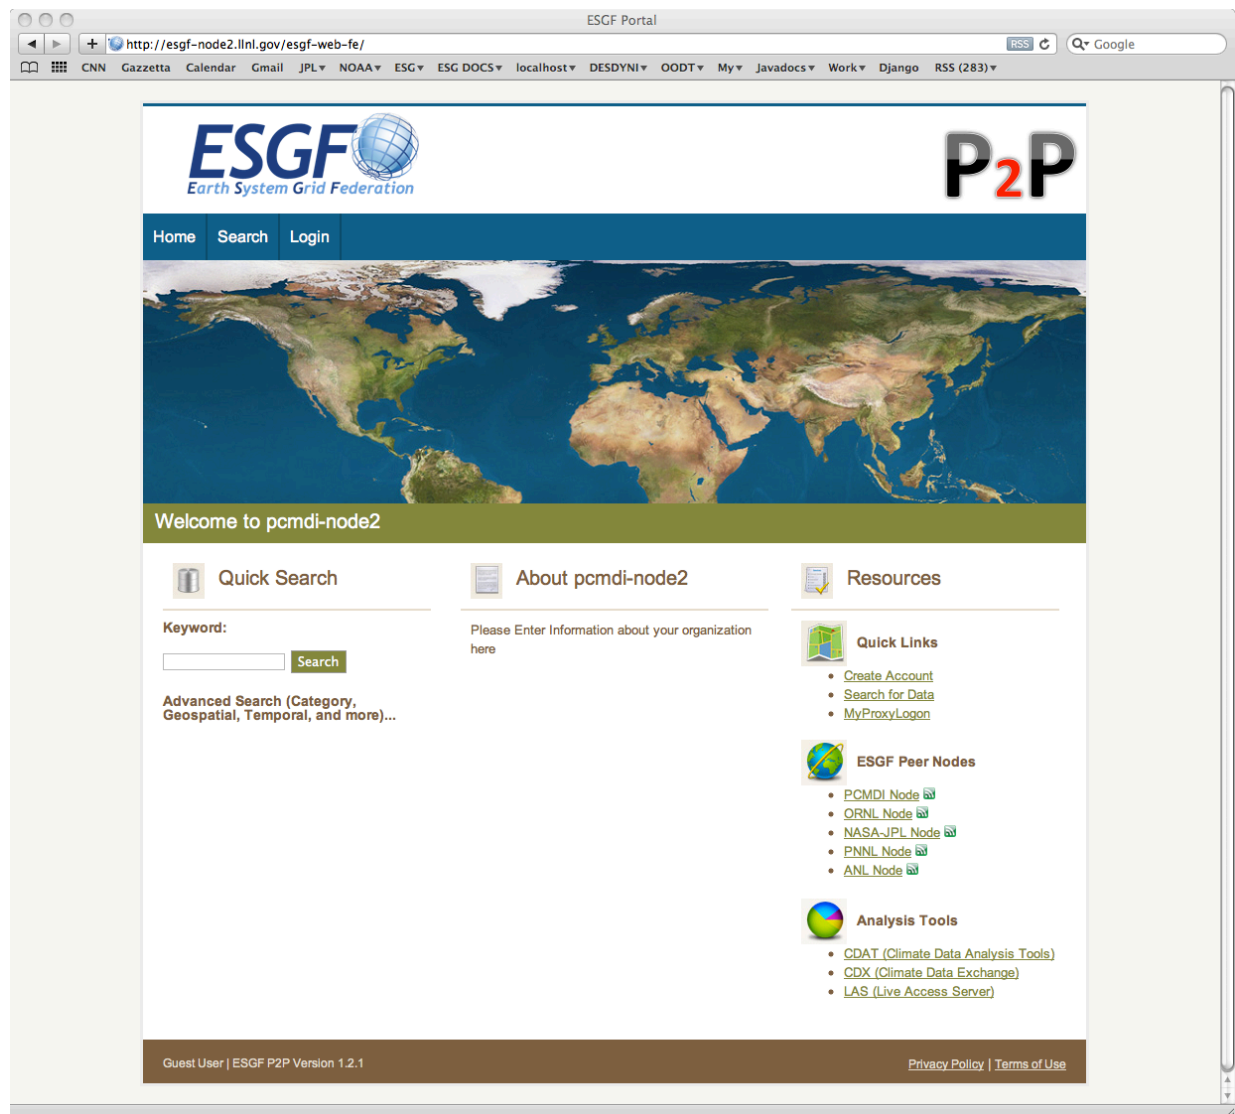 ESGF Portal
http://esgf-node2.llnl.gov/esgf-web-fe/
RSS
Google
CNN Gazzetta Calendar Gmail JPL NOAA ESG ESG DOCS localhost DESDYNI OODT My Javadocs Work Django RSS (283)
ESGF
Earth System Grid Federation
P2P
Home Search Login
Welcome to pcmdi-node2
Quick Search
Keyword:
Search
Advanced Search (Category,
Geospatial, Temporal, and more)...
About pcmdi-node2
Please Enter Information about your organization
here
Resources
Quick Links
Create Account
Search for Data
MyProxyLogon
ESGF Peer Nodes
PCMDI Node
ORNL Node
NASA-JPL Node
PNNL Node
ANL Node
Analysis Tools
CDAT (Climate Data Analysis Tools)
CDX (Climate Data Exchange)
LAS (Live Access Server)
Guest User | ESGF P2P Version 1.2.1
Privacy Policy | Terms of Use